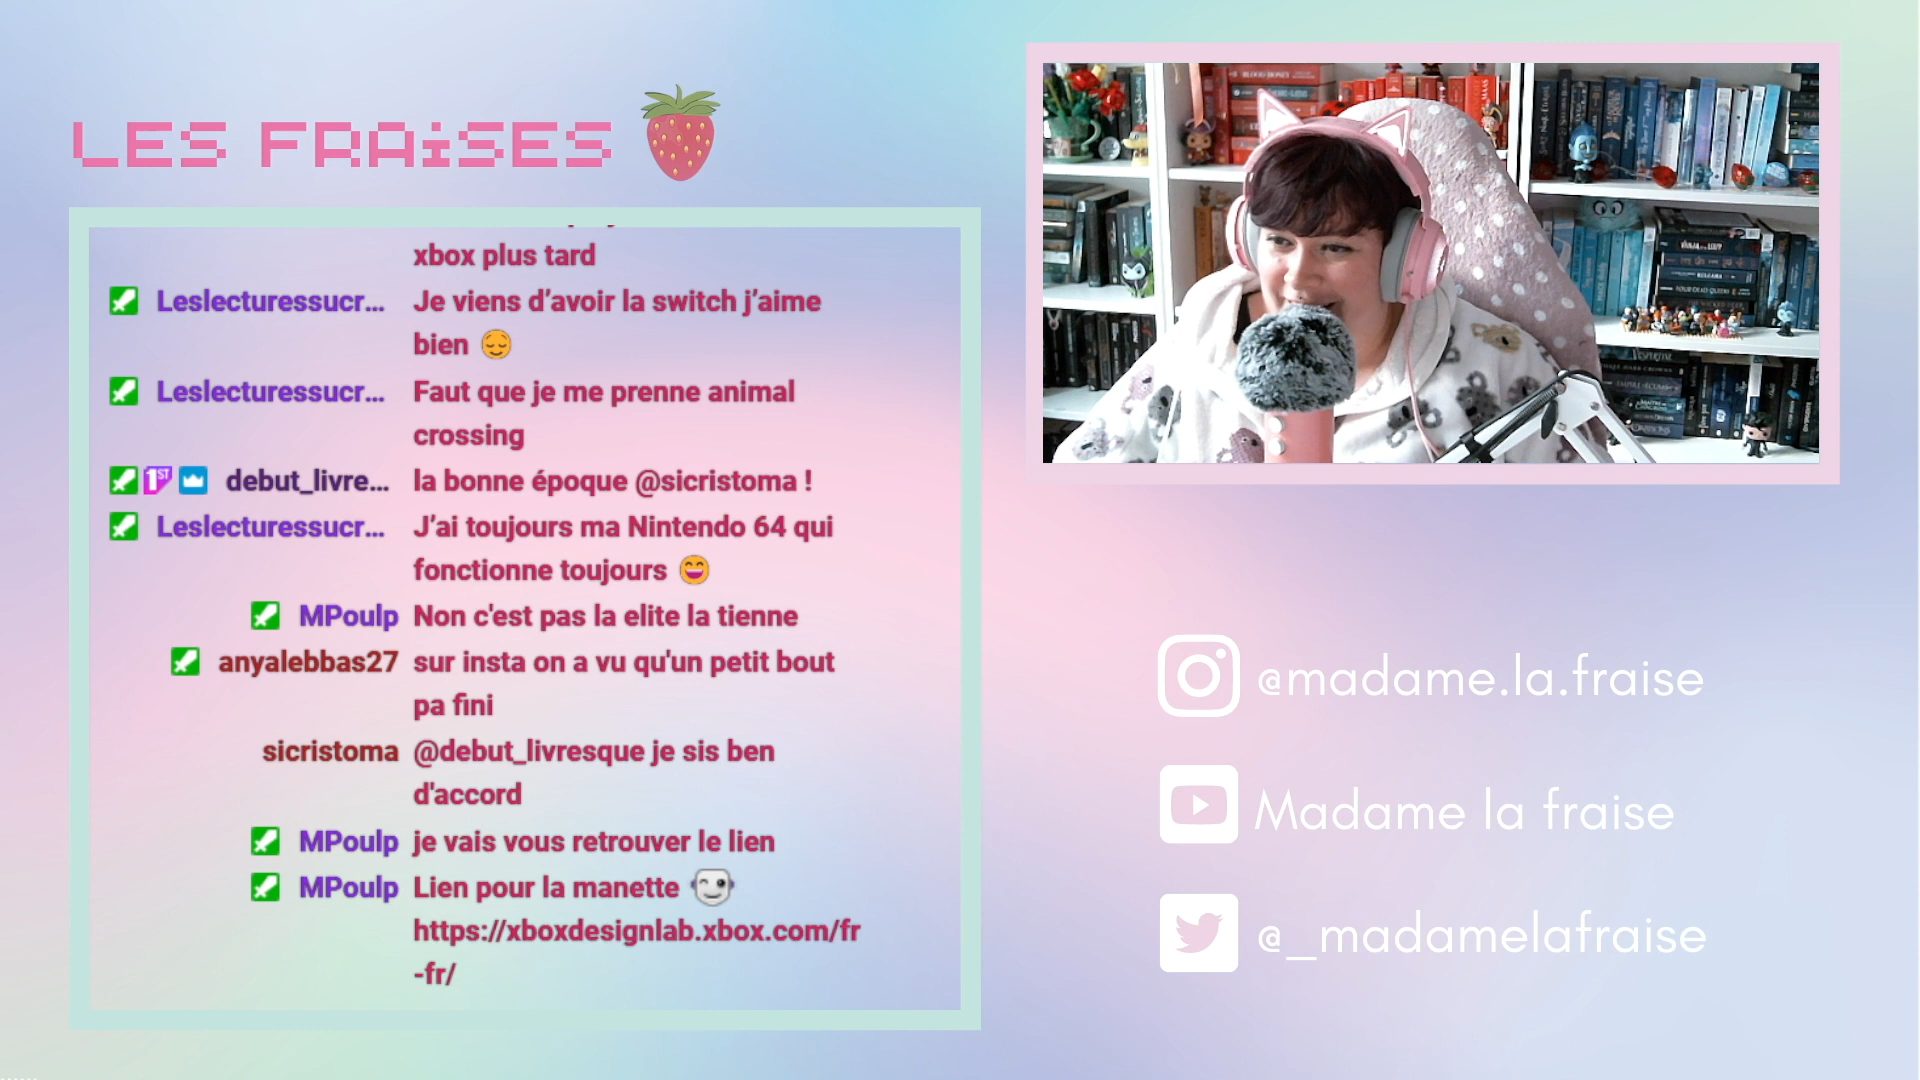 LES FRAiSES
xbox plus tard
Leslecturessucr... Je viens d'avoir la switch j'aime
bien
Leslecturessucr... Faut que je me prenne animal
crossing
1ST debut_livre... la bonne époque @sicristoma !
Leslecturessucr... J'ai toujours ma Nintendo 64 qui
fonctionne toujours
MPoulp Non c'est pas la elite la tienne
anyalebbas27 sur insta on a vu qu'un petit bout
pa fini
sicristoma @debut_livresque je sis ben
d'accord
MPoulp je vais vous retrouver le lien
MPoulp Lien pour la manette
https://xboxdesignlab.xbox.com/fr
-fr/
@madame.la.fraise
Madame la fraise
@_madamelafraise